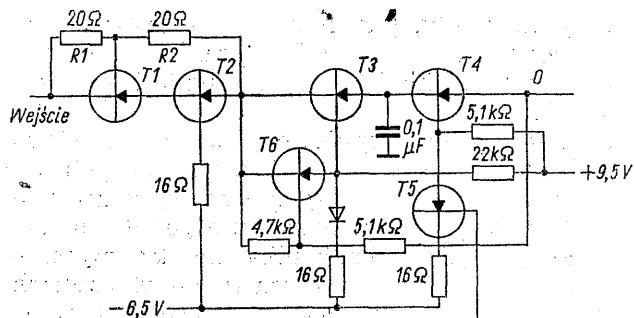 20Ω 20Ω
R1 R2
T1 T2 T3 T4 0
Wejście
5,1kΩ
0,1 μF
22kΩ
+9,5V
T6
16Ω
T5
4,7kΩ 5,1kΩ
16Ω 16Ω
-6,5V